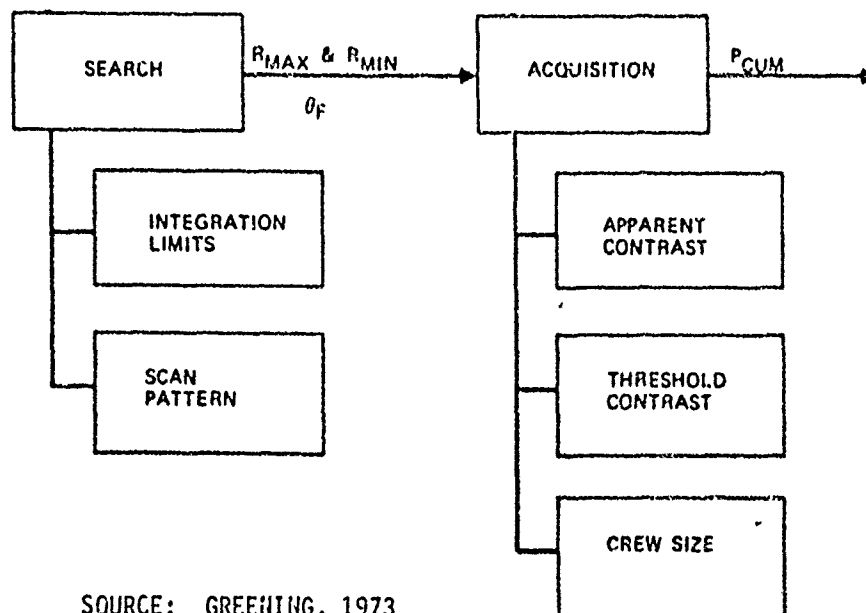 SEARCH
R_MAX & R_MIN
θ_F
ACQUISITION
P_CUM
INTEGRATION
LIMITS
SCAN
PATTERN
APPARENT
CONTRAST
THRESHOLD
CONTRAST
CREW SIZE
SOURCE: GREENING, 1973